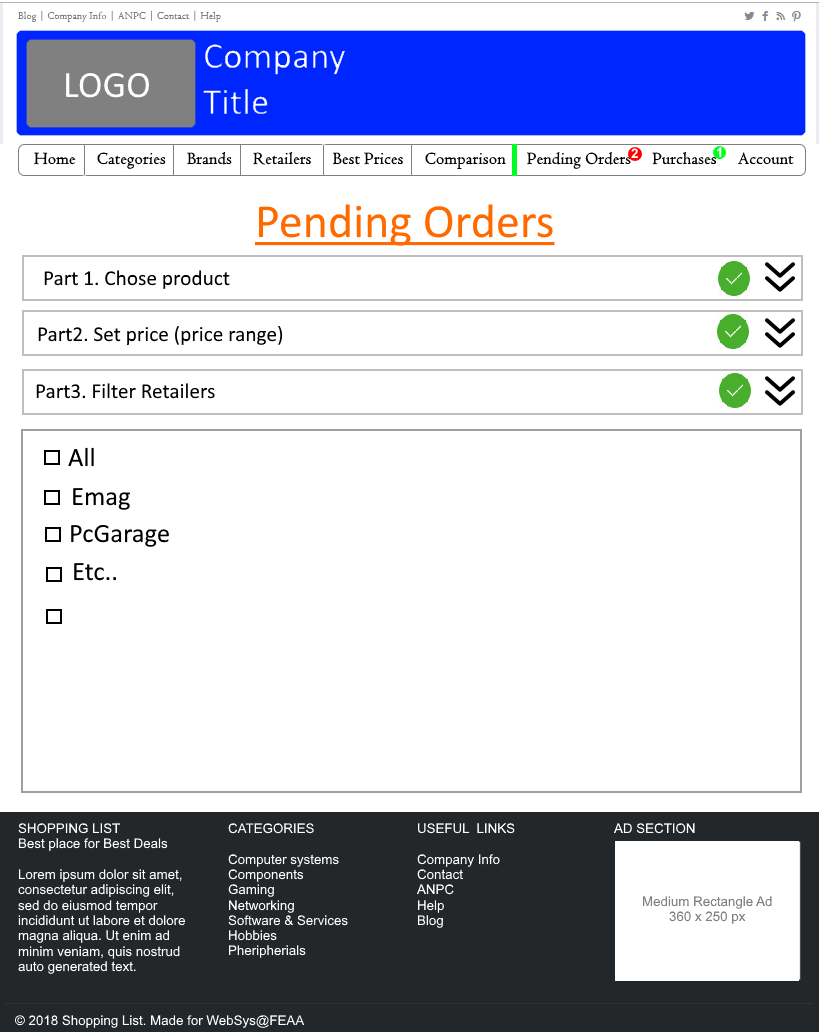 Blog | Company Info | ANPC | Contact | Help
LOGO
Company
Title
Home Categories Brands Retailers Best Prices Comparison Pending Orders 2 Purchases 1 Account
Pending Orders
Part 1. Chose product
Part2. Set price (price range)
Part3. Filter Retailers
All
Emag
PcGarage
Etc..
SHOPPING LIST
Best place for Best Deals
Lorem ipsum dolor sit amet,
consectetur adipiscing elit,
sed do eiusmod tempor
incididunt ut labore et dolore
magna aliqua. Ut enim ad
minim veniam, quis nostrud
auto generated text.
CATEGORIES
Computer systems
Components
Gaming
Networking
Software & Services
Hobbies
Pheripherials
USEFUL LINKS
Company Info
Contact
ANPC
Help
Blog
AD SECTION
Medium Rectangle Ad
360 x 250 px
© 2018 Shopping List. Made for WebSys@FEAA